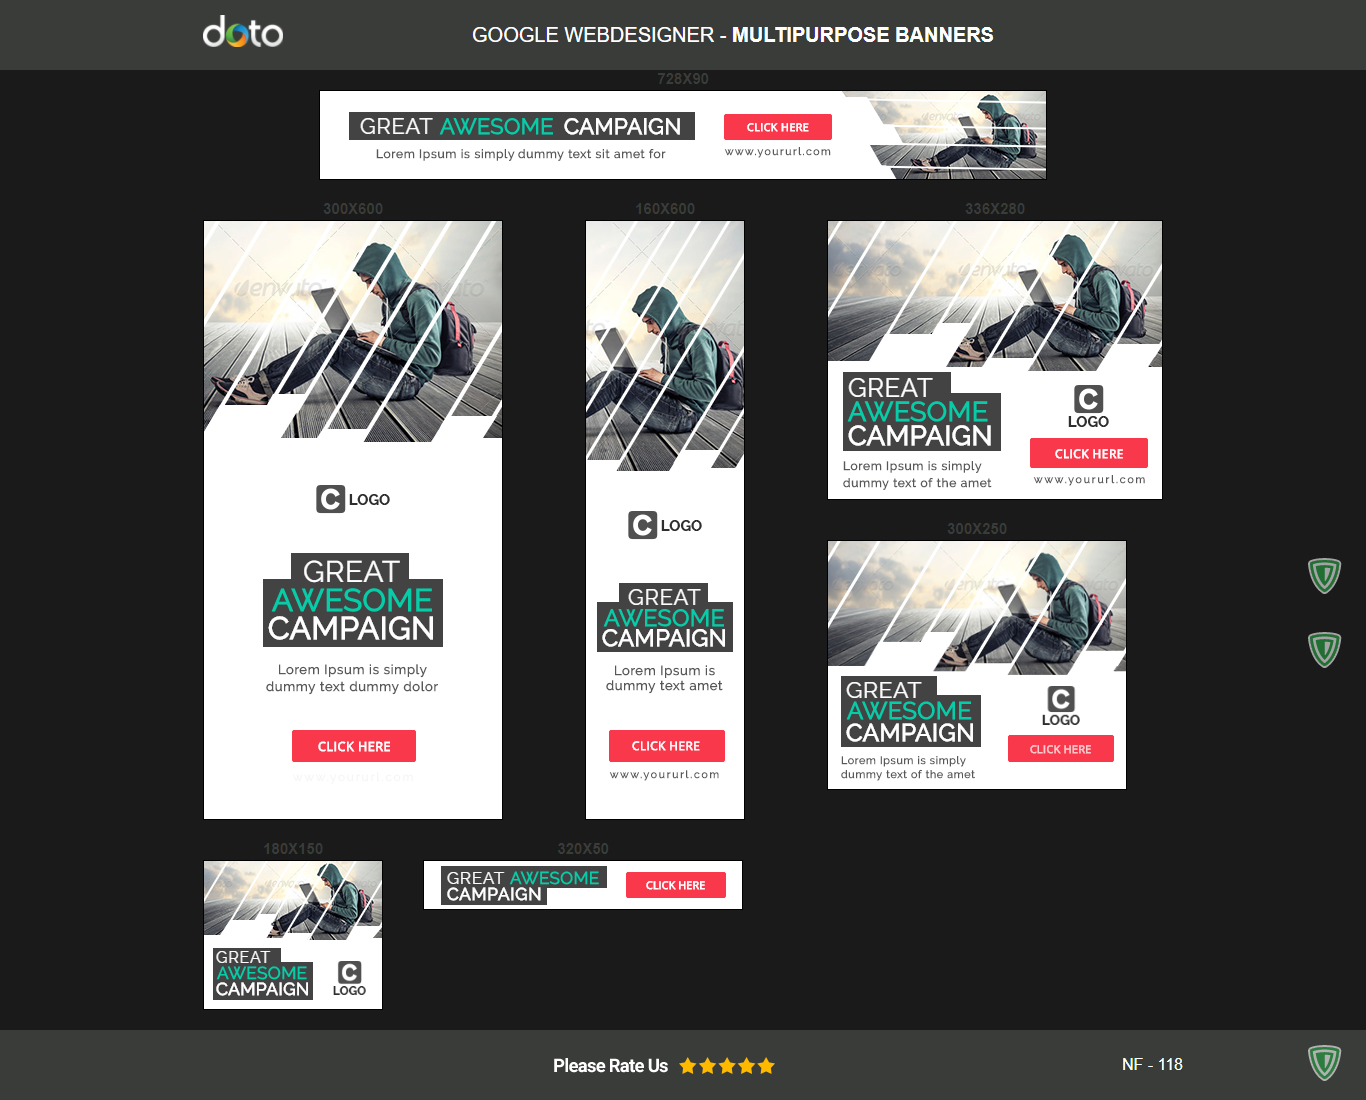 doto
GOOGLE WEBDESIGNER - MULTIPURPOSE BANNERS
728X90
GREAT AWESOME CAMPAIGN
Lorem Ipsum is simply dummy text sit amet for
CLICK HERE
www.yoururl.com
300X600
envato
C LOGO
GREAT
AWESOME
CAMPAIGN
Lorem Ipsum is simply
dummy text dummy dolor
CLICK HERE
www.yoururl.com
160X600
C LOGO
GREAT
AWESOME
CAMPAIGN
Lorem Ipsum is
dummy text amet
CLICK HERE
www.yoururl.com
336X280
envato
GREAT
AWESOME
CAMPAIGN
Lorem Ipsum is simply
dummy text of the amet
C
LOGO
CLICK HERE
www.yoururl.com
300X250
GREAT
AWESOME
CAMPAIGN
Lorem Ipsum is simply
dummy text of the amet
C
LOGO
CLICK HERE
180X150
GREAT
AWESOME
CAMPAIGN
C
LOGO
320X50
GREAT AWESOME
CAMPAIGN
CLICK HERE
Please Rate Us
NF - 118